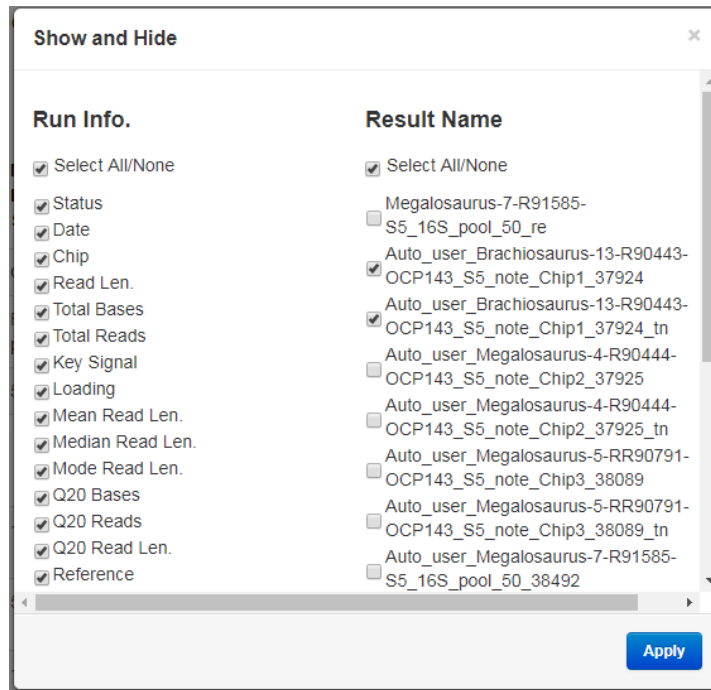 Show and Hide
×
Run Info.
Select All/None
Status
Date
Chip
Read Len.
Total Bases
Total Reads
Key Signal
Loading
Mean Read Len.
Median Read Len.
Mode Read Len.
Q20 Bases
Q20 Reads
Q20 Read Len.
Reference
Result Name
Select All/None
Megalosaurus-7-R91585-
S5_16S_pool_50_re
Auto_user_Brachiosaurus-13-R90443-
OCP143_S5_note_Chip1_37924
Auto_user_Brachiosaurus-13-R90443-
OCP143_S5_note_Chip1_37924_tn
Auto_user_Megalosaurus-4-R90444-
OCP143_S5_note_Chip2_37925
Auto_user_Megalosaurus-4-R90444-
OCP143_S5_note_Chip2_37925_tn
Auto_user_Megalosaurus-5-RR90791-
OCP143_S5_note_Chip3_38089
Auto_user_Megalosaurus-5-RR90791-
OCP143_S5_note_Chip3_38089_tn
Auto_user_Megalosaurus-7-R91585-
S5_16S_pool_50_38492
Apply